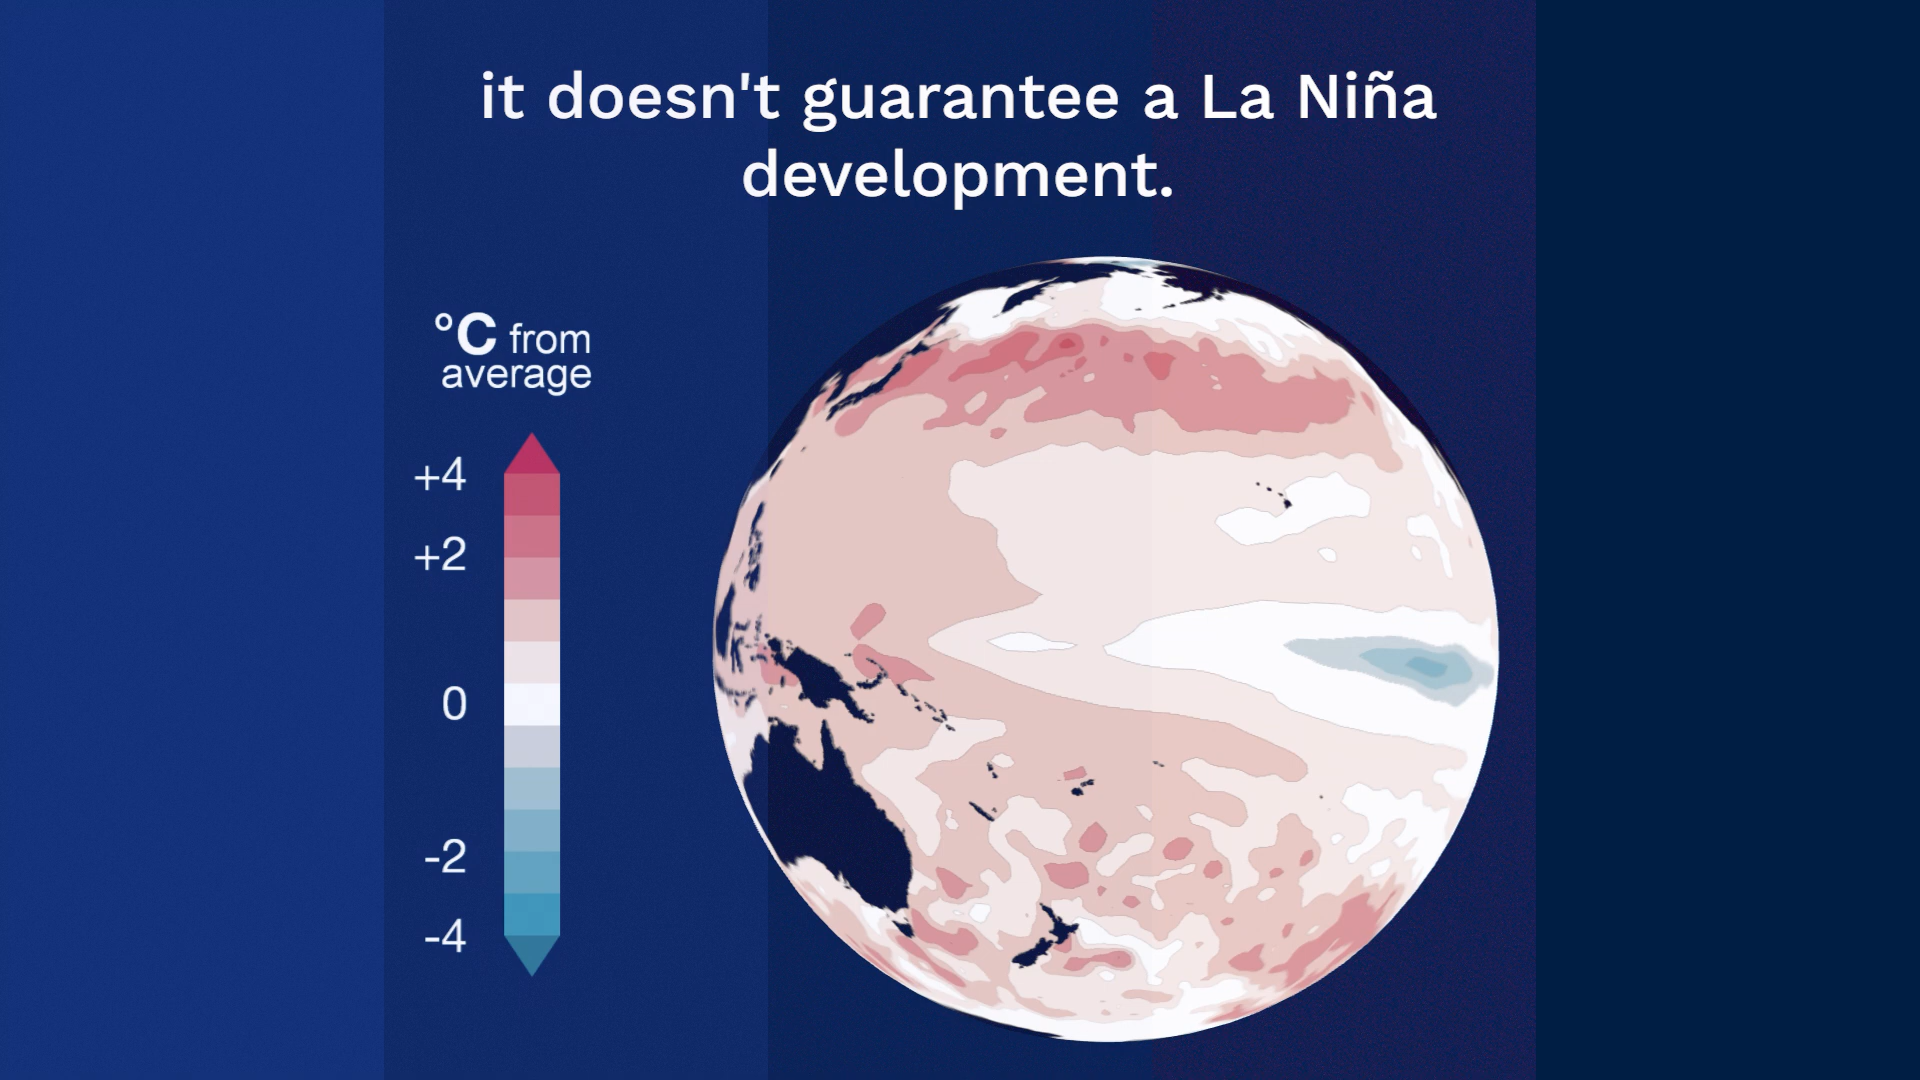 it doesn't guarantee a La Niña
development.
°C from
average
+4
+2
0
-2
-4